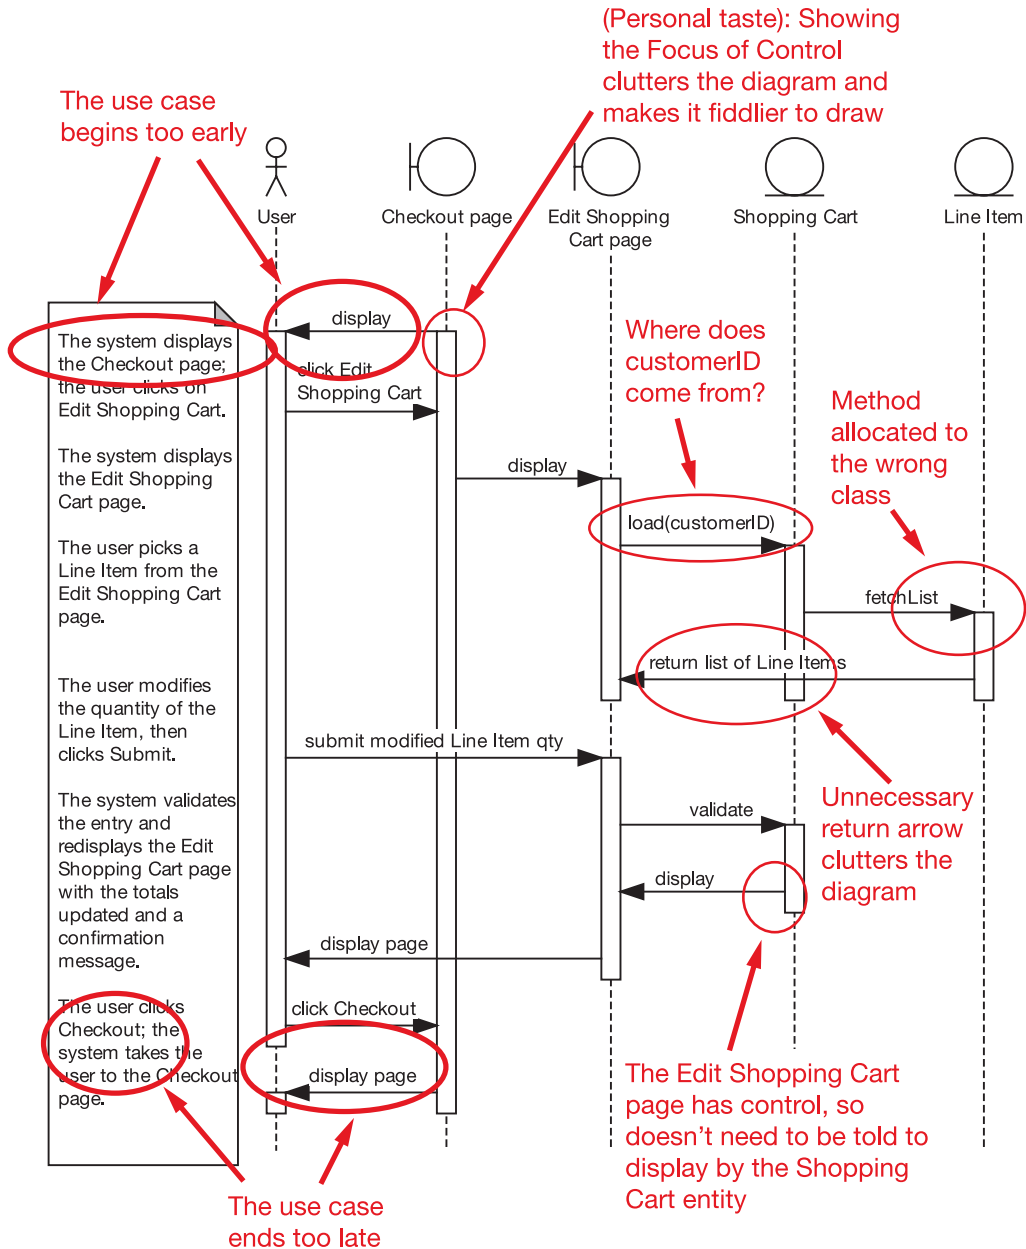 (Personal taste): Showing
the Focus of Control
clutters the diagram and
makes it fiddlier to draw
The use case
begins too early
User
Checkout page
Edit Shopping
Cart page
Shopping Cart
Line Item
The system displays
the Checkout page;
the user clicks on
Edit Shopping Cart.
The system displays
the Edit Shopping
Cart page.
The user picks a
Line Item from the
Edit Shopping Cart
page.
The user modifies
the quantity of the
Line Item, then
clicks Submit.
The system validates
the entry and
redisplays the Edit
Shopping Cart page
with the totals
updated and a
confirmation
message.
The user clicks
Checkout; the
system takes the
user to the Checkout
page.
display
click Edit
Shopping Cart
display
Where does
customerID
come from?
load(customerID)
Method
allocated to
the wrong
class
fetchList
return list of Line Items
submit modified Line Item qty
validate
Unnecessary
return arrow
clutters the
diagram
display
display page
click Checkout
display page
The Edit Shopping Cart
page has control, so
doesn't need to be told to
display by the Shopping
Cart entity
The use case
ends too late